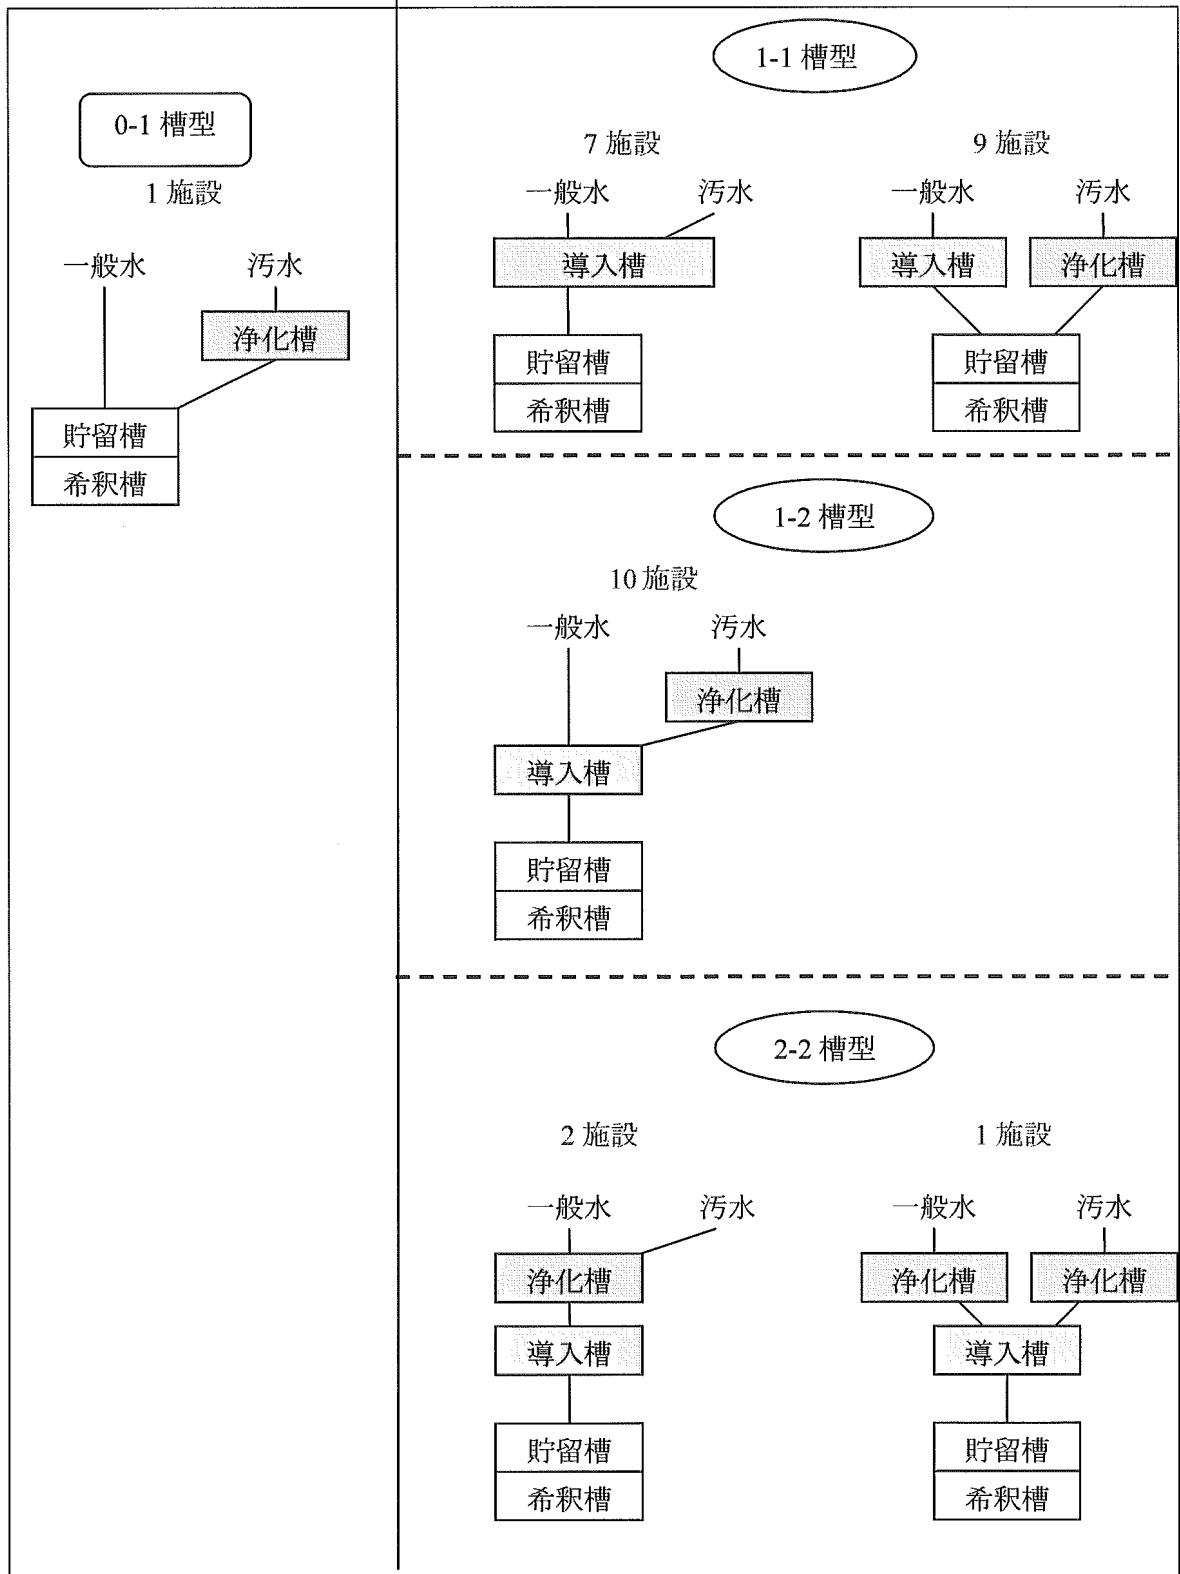 0-1 槽型
1 施設
一般水 汚水
浄化槽
貯留槽
希釈槽
1-1 槽型
7 施設 9 施設
一般水 汚水 一般水 汚水
導入槽 導入槽 浄化槽
貯留槽 貯留槽
希釈槽 希釈槽
1-2 槽型
10 施設
一般水 汚水
浄化槽
導入槽
貯留槽
希釈槽
2-2 槽型
2 施設 1 施設
一般水 汚水 一般水 汚水
浄化槽 浄化槽 浄化槽
導入槽 導入槽
貯留槽 貯留槽
希釈槽 希釈槽